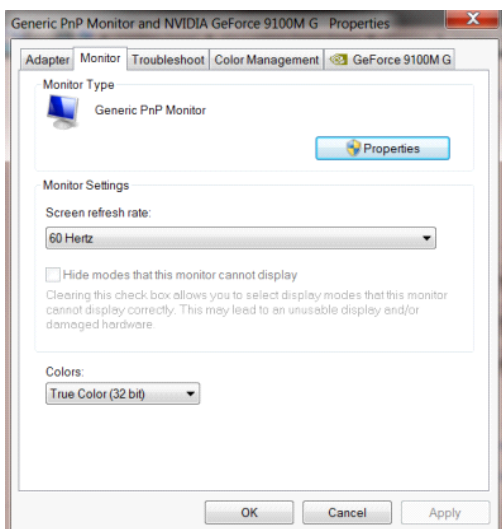 Generic PnP Monitor and NVIDIA GeForce 9100M G Properties
Adapter Monitor Troubleshoot Color Management GeForce 9100M G
Monitor Type
Generic PnP Monitor
Properties
Monitor Settings
Screen refresh rate:
60 Hertz
Hide modes that this monitor cannot display
Clearing this check box allows you to select display modes that this monitor
cannot display correctly. This may lead to an unusable display and/or
damaged hardware.
Colors:
True Color (32 bit)
OK Cancel Apply